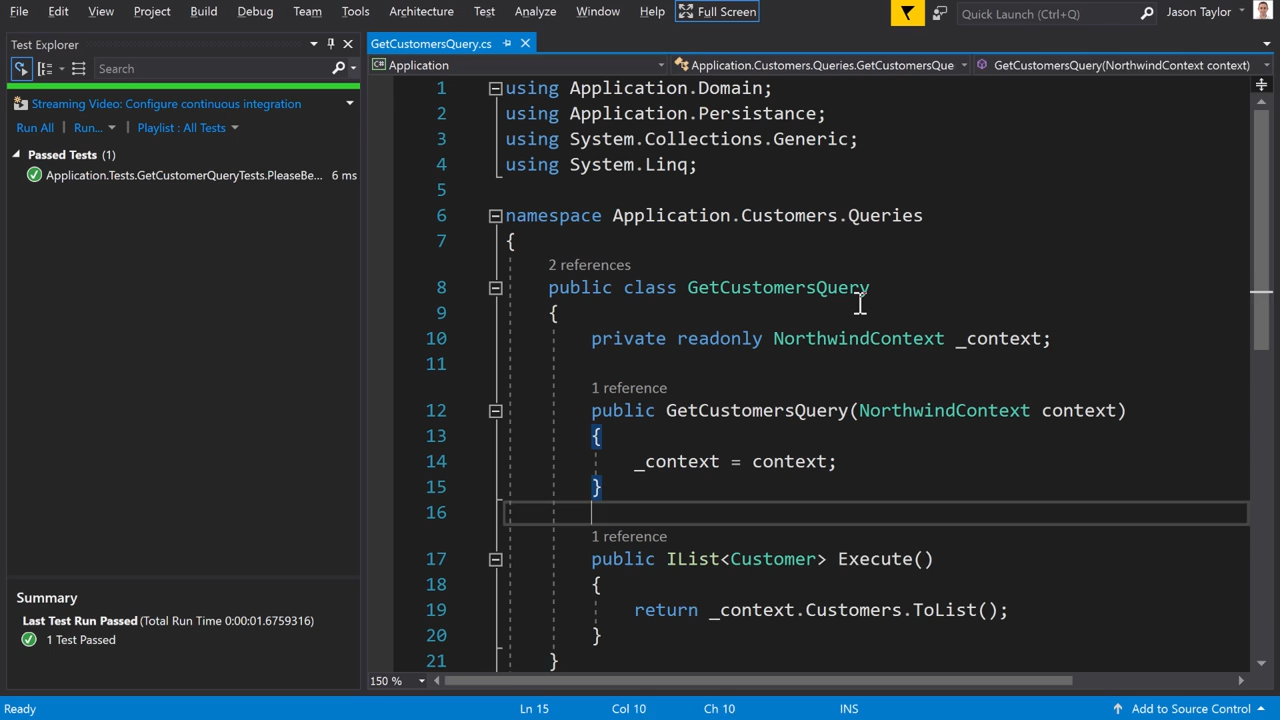 File Edit View Project Build Debug Team Tools Architecture Test Analyze Window Help Full Screen Quick Launch (Ctrl+Q) Jason Taylor
Test Explorer
Search
Streaming Video: Configure continuous integration
Run All | Run... | Playlist : All Tests
Passed Tests (1)
Application.Tests.GetCustomerQueryTests.PleaseBe... 6 ms
Summary
Last Test Run Passed (Total Run Time 0:00:01.6759316)
1 Test Passed
GetCustomersQuery.cs
Application Application.Customers.Queries.GetCustomersQue GetCustomersQuery(NorthwindContext context)
1 using Application.Domain;
2 using Application.Persistance;
3 using System.Collections.Generic;
4 using System.Linq;
5
6 namespace Application.Customers.Queries
7 {
2 references
8 public class GetCustomersQuery
9 {
10 private readonly NorthwindContext _context;
11
1 reference
12 public GetCustomersQuery(NorthwindContext context)
13 {
14 _context = context;
15 }
16
1 reference
17 public IList<Customer> Execute()
18 {
19 return _context.Customers.ToList();
20 }
21 }
150 %
Ready Ln 15 Col 10 Ch 10 INS Add to Source Control